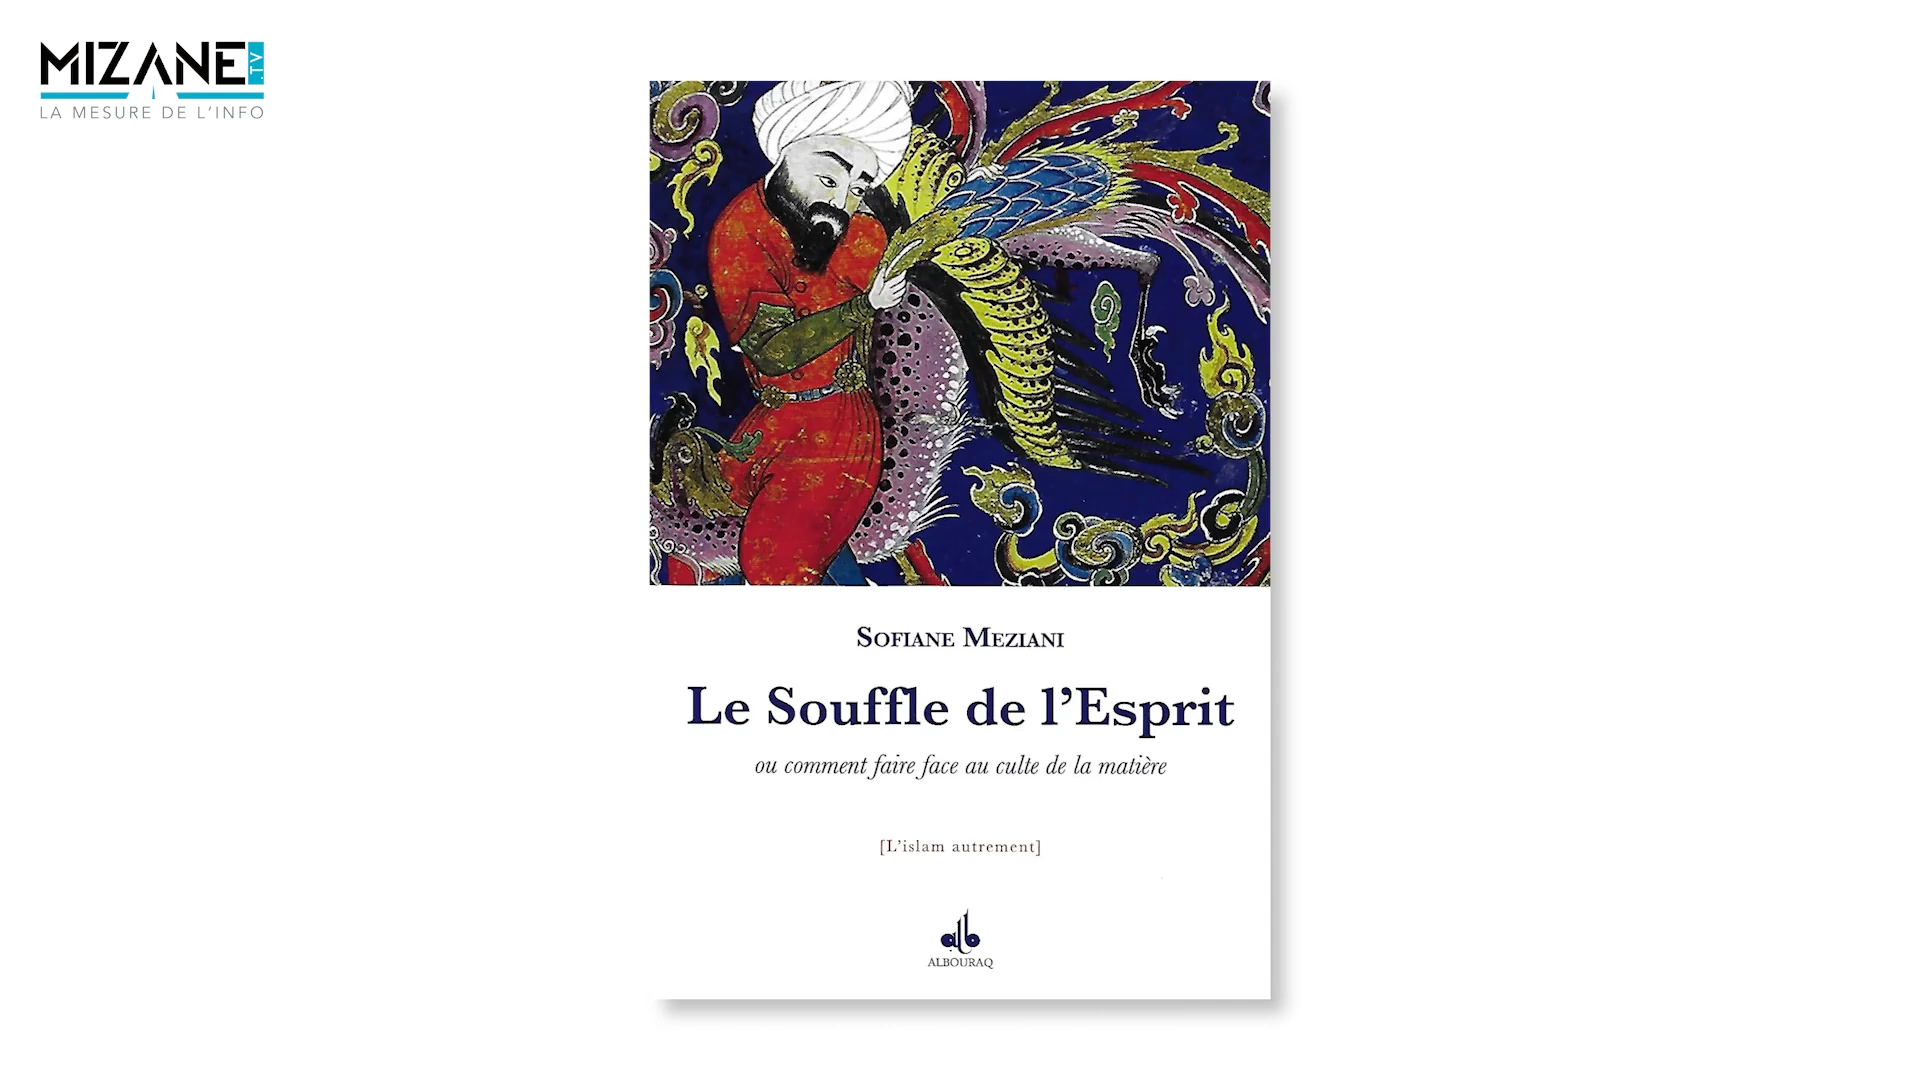 MIZANE.TV
LA MESURE DE L'INFO
SOFIANE MEZIANI
Le Souffle de l'Esprit
ou comment faire face au culte de la matière
[L'islam autrement]
alb
ALBOURAQ